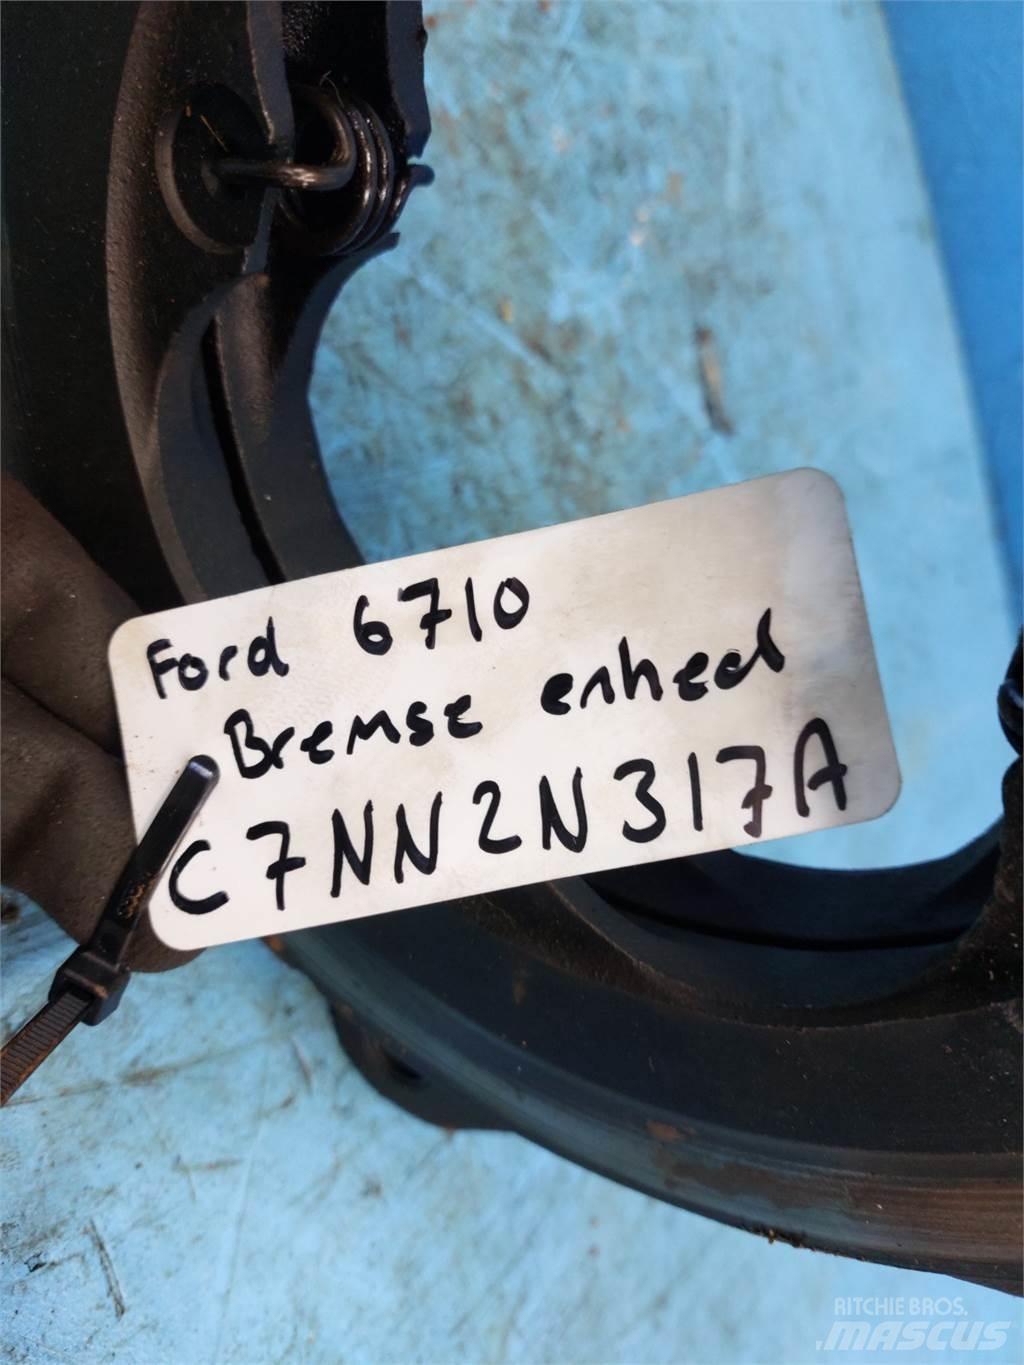 Ford 6710
Bremse enhed
C7NN2N317A
RITCHIE BROS.
MASCUS